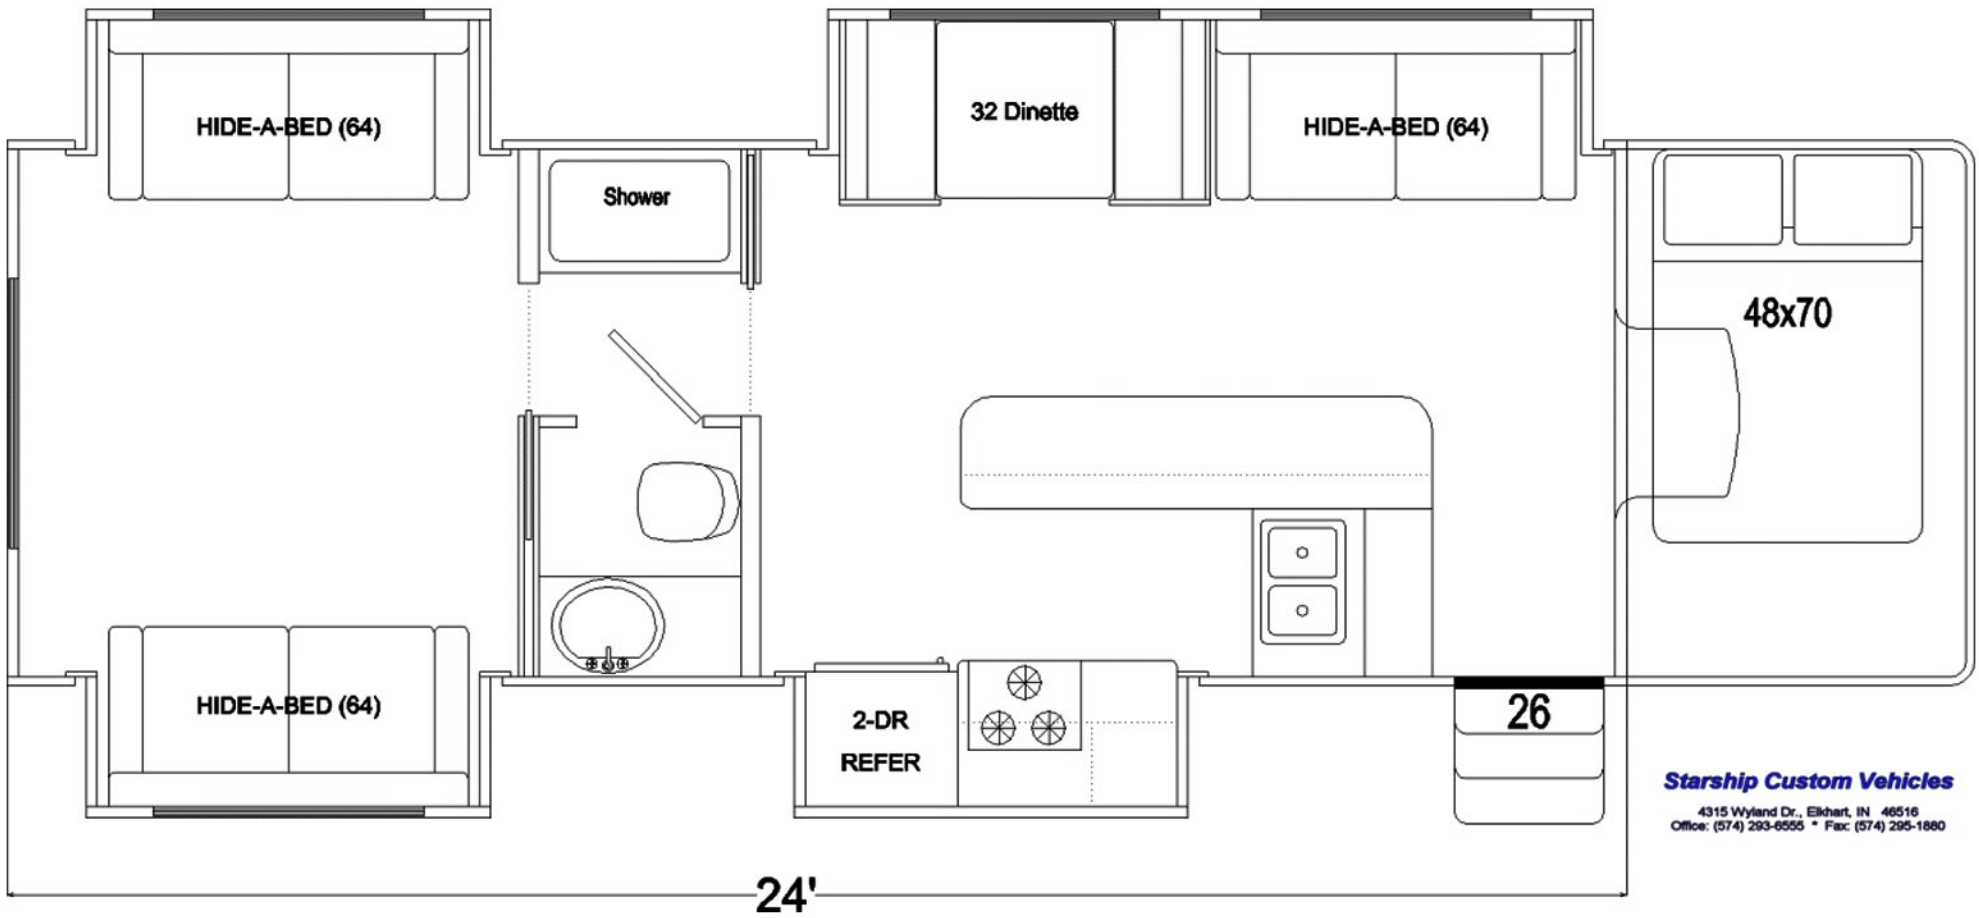 32 Dinette
HIDE-A-BED (64)
HIDE-A-BED (64)
Shower
48x70
HIDE-A-BED (64)
2-DR
REFER
26
Starship Custom Vehicles
4315 Wyland Dr., Elkhart, IN 46516
Office: (574) 293-6555 * Fax: (574) 295-1880
24'